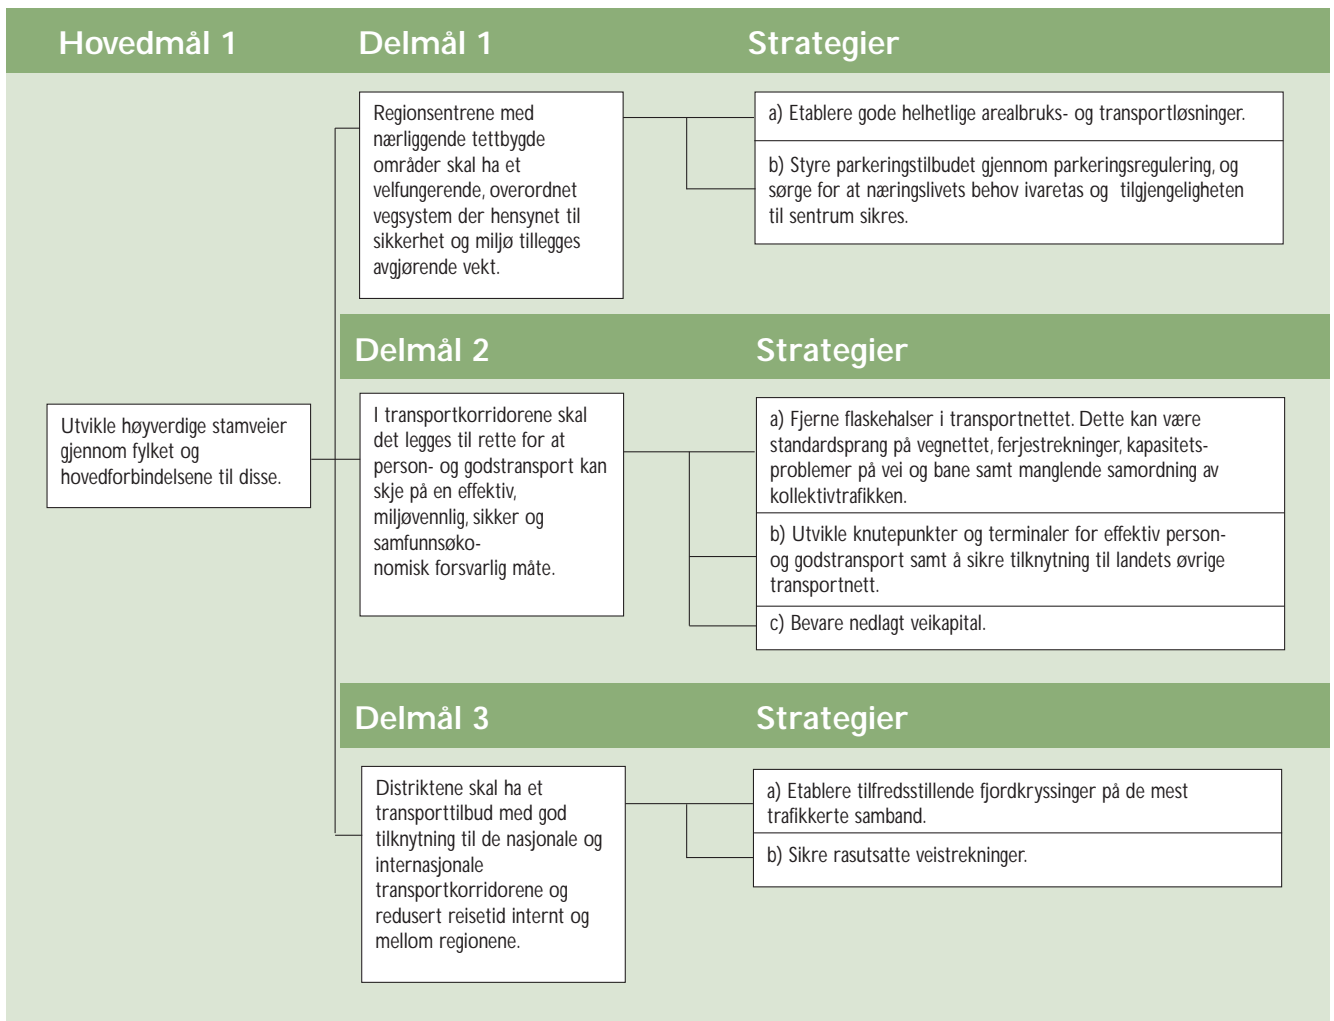 Hovedmål 1
Delmål 1
Strategier
Regionsentrene med
nærliggende tettbygde
områder skal ha et
velfungerende, overordnet
vegsystem der hensynet til
sikkerhet og miljø tillegges
avgjørende vekt.
a) Etablere gode helhetlige arealbruks- og transportløsninger.
b) Styre parkeringstilbudet gjennom parkeringsregulering, og
sørge for at næringslivets behov ivaretas og tilgjengeligheten
til sentrum sikres.
Delmål 2
Strategier
Utvikle høyverdige stamveier
gjennom fylket og
hovedforbindelsene til disse.
I transportkorridorene skal
det legges til rette for at
person- og godstransport kan
skje på en effektiv,
miljøvennlig, sikker og
samfunnsøko-
nomisk forsvarlig måte.
a) Fjerne flaskehalser i transportnettet. Dette kan være
standardsprang på vegnettet, ferjestrekninger, kapasitets-
problemer på vei og bane samt manglende samordning av
kollektivtrafikken.
b) Utvikle knutepunkter og terminaler for effektiv person-
og godstransport samt å sikre tilknytning til landets øvrige
transportnett.
c) Bevare nedlagt veikapital.
Delmål 3
Strategier
Distriktene skal ha et
transporttilbud med god
tilknytning til de nasjonale og
internasjonale
transportkorridorene og
redusert reisetid internt og
mellom regionene.
a) Etablere tilfredsstillende fjordkryssinger på de mest
trafikkerte samband.
b) Sikre rasutsatte veistrekninger.